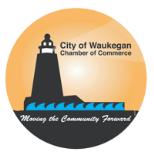 City of Waukegan
Chamber of Commerce
Moving the Community Forward